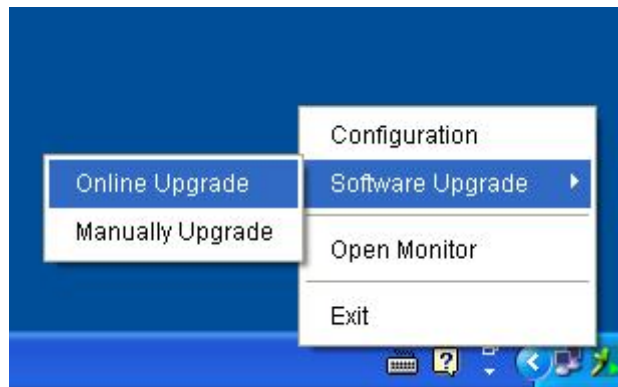 Configuration
Software Upgrade
Online Upgrade
Manually Upgrade
Open Monitor
Exit